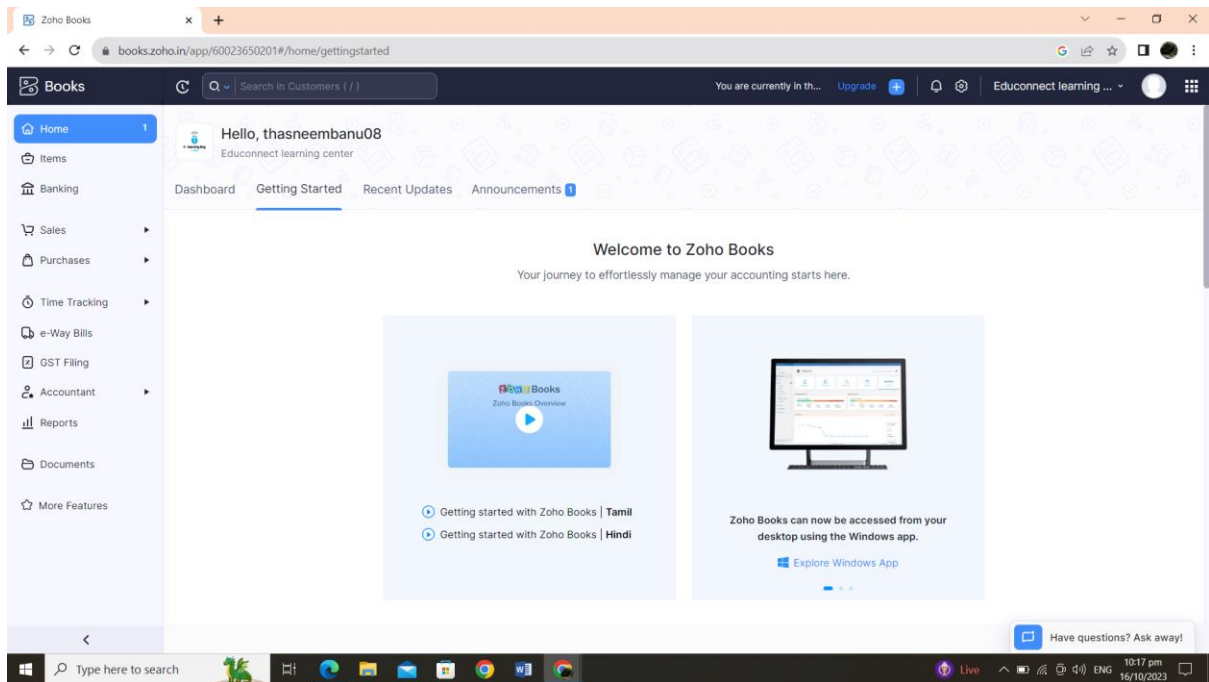 Zoho Books
books.zoho.in/app/60023650201#/home/gettingstarted
Books
Search in Customers ( / )
You are currently in th... Upgrade
Educonnect learning ...
Home 1
Items
Banking
Sales
Purchases
Time Tracking
e-Way Bills
GST Filing
Accountant
Reports
Documents
More Features
Hello, thasneembanu08
Educonnect learning center
Dashboard Getting Started Recent Updates Announcements 1
Welcome to Zoho Books
Your journey to effortlessly manage your accounting starts here.
ZOHO Books
Zoho Books Overview
Getting started with Zoho Books | Tamil
Getting started with Zoho Books | Hindi
Zoho Books can now be accessed from your
desktop using the Windows app.
Explore Windows App
Have questions? Ask away!
Type here to search
Live
ENG
10:17 pm
16/10/2023